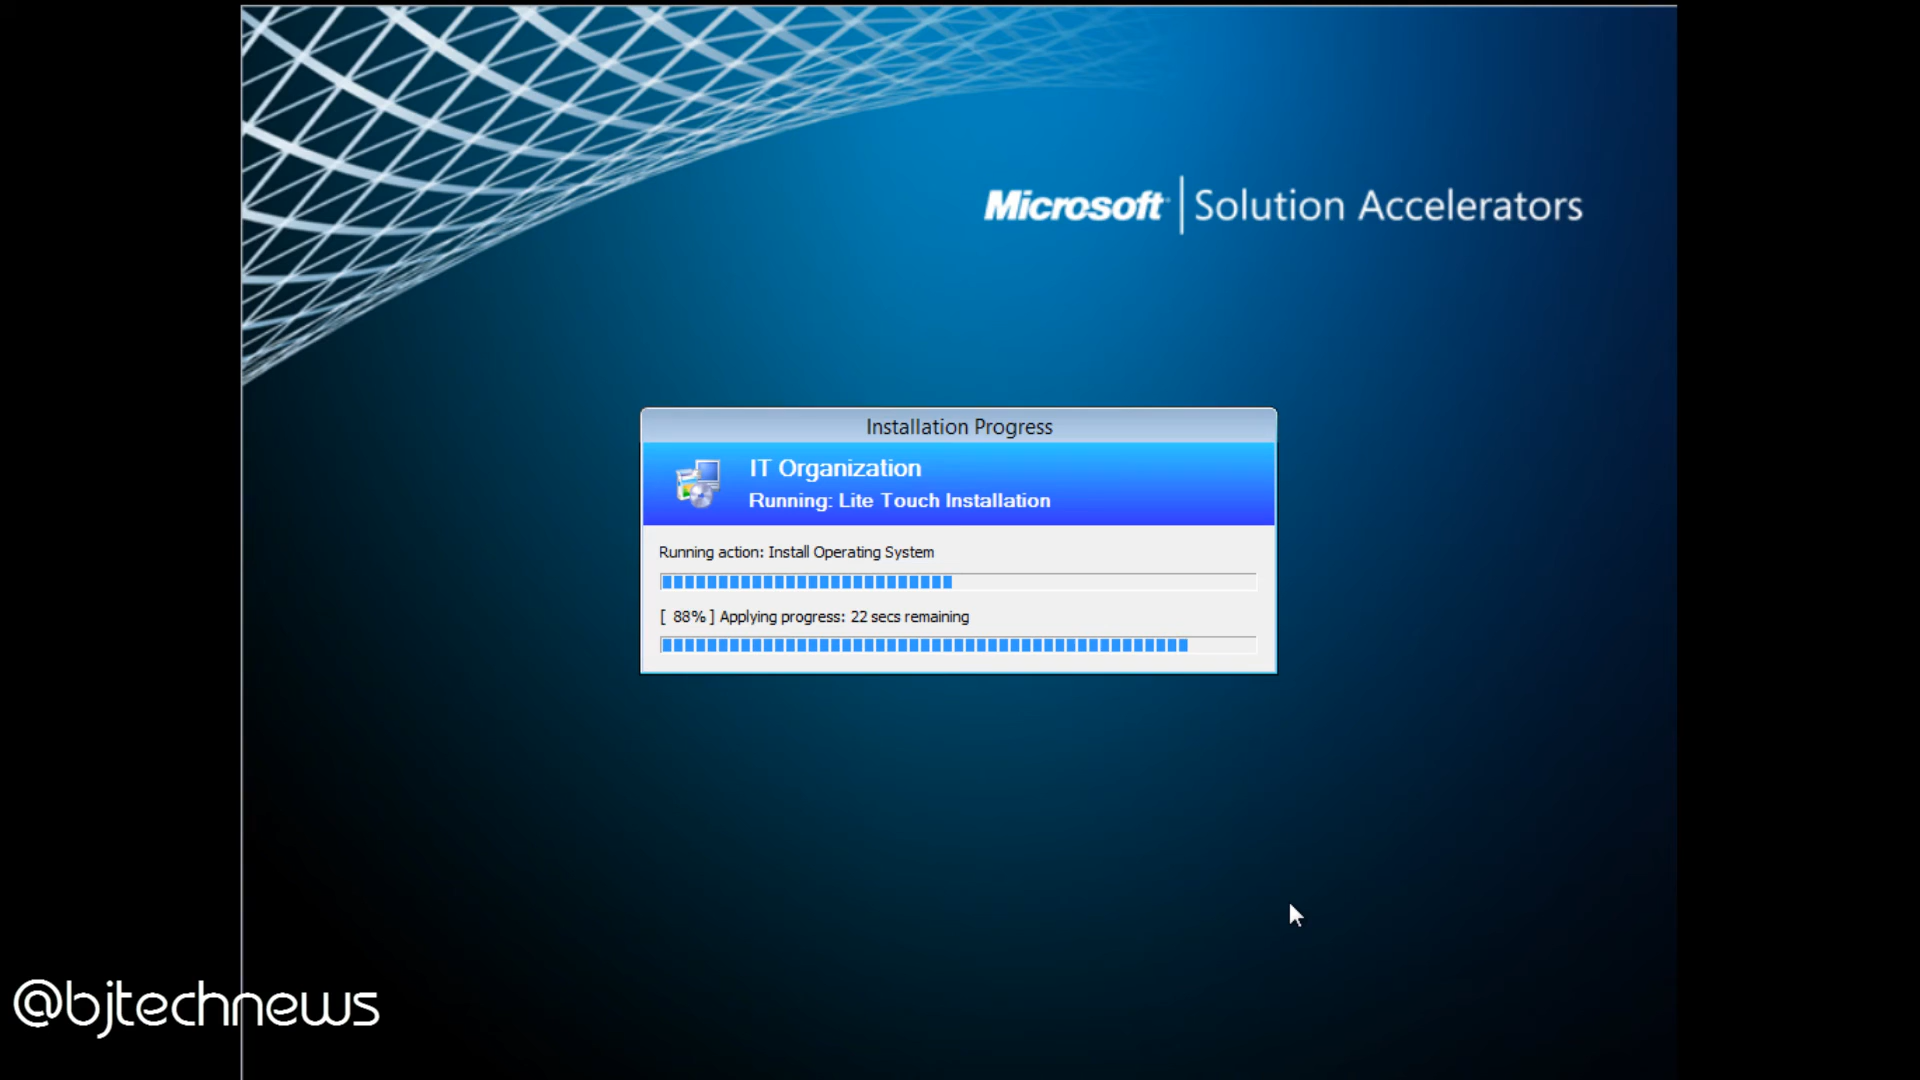 Microsoft | Solution Accelerators
Installation Progress
IT Organization
Running: Lite Touch Installation
Running action: Install Operating System
[ 88% ] Applying progress: 22 secs remaining
@bjtechnews